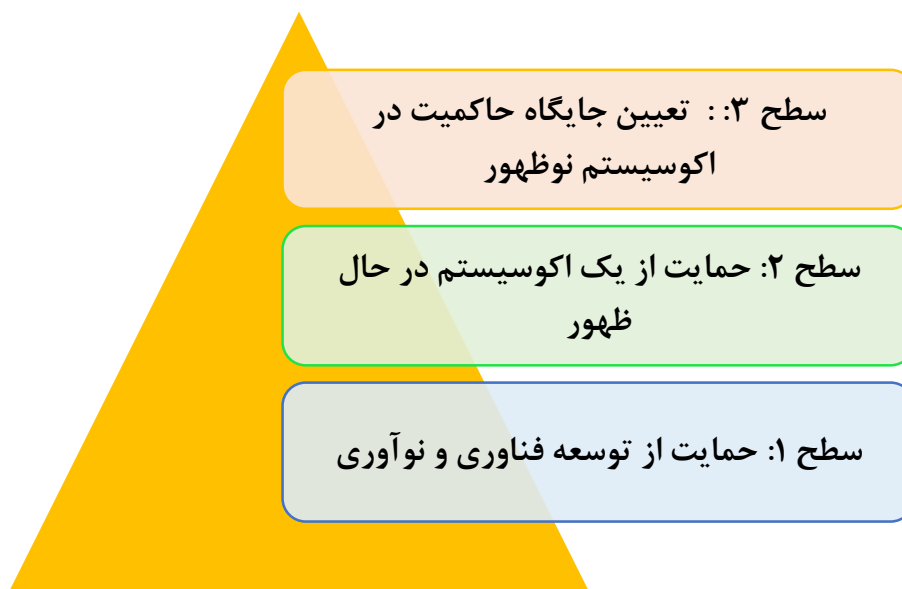 سطح ۳: : تعیین جایگاه حاکمیت در
اکوسیستم نوظهور
سطح ۲: حمایت از یک اکوسیستم در حال
ظهور
سطح ۱: حمایت از توسعه فناوری و نوآوری